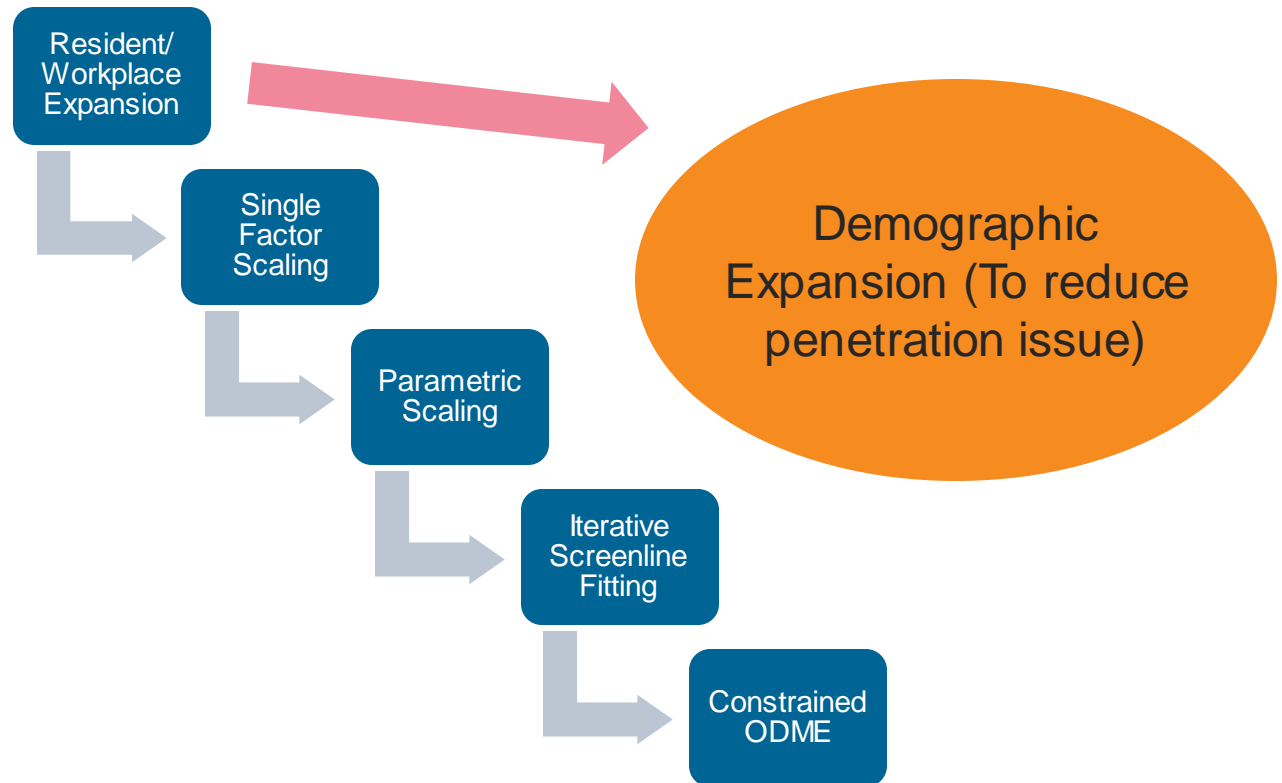 Resident/
Workplace
Expansion
Single
Factor
Scaling
Parametric
Scaling
Iterative
Screenline
Fitting
Constrained
ODME
Demographic
Expansion (To reduce
penetration issue)